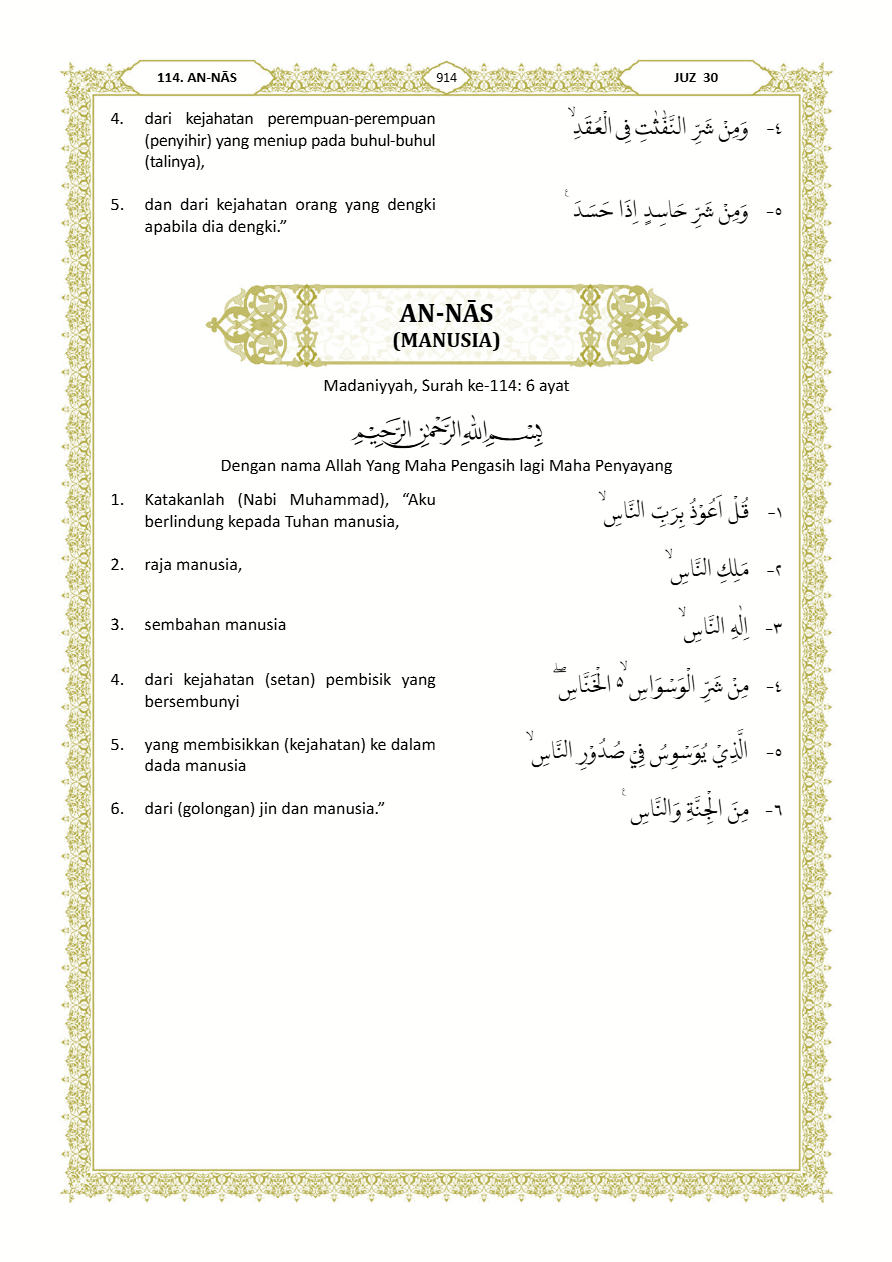 114. AN-NĀS
914
JUZ 30
4. dari kejahatan perempuan-perempuan
(penyihir) yang meniup pada buhul-buhul
(talinya),
٤- وَمِنْ شَرِّ النَّفّٰثٰتِ فِى الْعُقَدِۙ
5. dan dari kejahatan orang yang dengki
apabila dia dengki.”
٥- وَمِنْ شَرِّ حَاسِدٍ اِذَا حَسَدَ ࣖ
AN-NĀS
(MANUSIA)
Madaniyyah, Surah ke-114: 6 ayat
بِسْمِ اللّٰهِ الرَّحْمٰنِ الرَّحِيْمِ
Dengan nama Allah Yang Maha Pengasih lagi Maha Penyayang
1. Katakanlah (Nabi Muhammad), “Aku
berlindung kepada Tuhan manusia,
١- قُلْ اَعُوْذُ بِرَبِّ النَّاسِۙ
2. raja manusia,
٢- مَلِكِ النَّاسِۙ
3. sembahan manusia
٣- اِلٰهِ النَّاسِۙ
4. dari kejahatan (setan) pembisik yang
bersembunyi
٤- مِنْ شَرِّ الْوَسْوَاسِ ەۙ الْخَنَّاسِۖ
5. yang membisikkan (kejahatan) ke dalam
dada manusia
٥- الَّذِيْ يُوَسْوِسُ فِيْ صُدُوْرِ النَّاسِۙ
6. dari (golongan) jin dan manusia.”
٦- مِنَ الْجِنَّةِ وَالنَّاسِ ࣖ